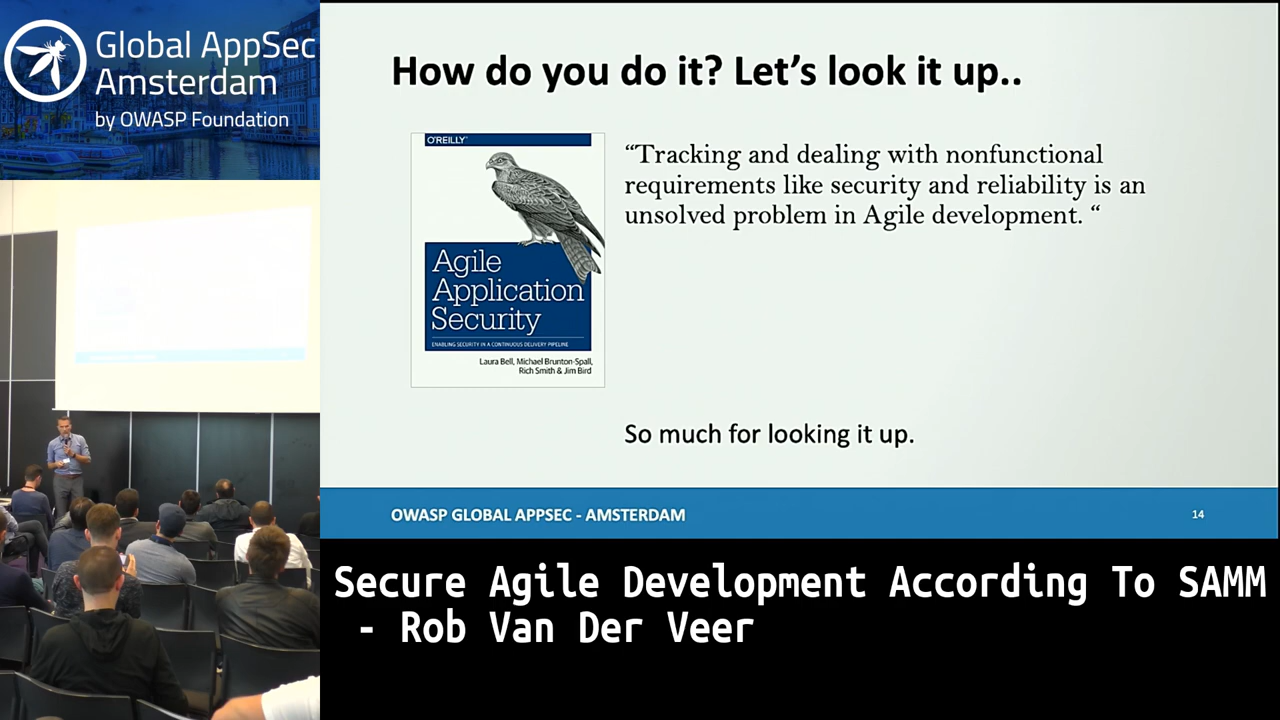 Global AppSec
Amsterdam
by OWASP Foundation
How do you do it? Let's look it up..
O'REILLY®
Agile
Application
Security
ENABLING SECURITY IN A CONTINUOUS DELIVERY PIPELINE
Laura Bell, Michael Brunton-Spall,
Rich Smith & Jim Bird
“Tracking and dealing with nonfunctional
requirements like security and reliability is an
unsolved problem in Agile development. “
So much for looking it up.
OWASP GLOBAL APPSEC - AMSTERDAM
14
Secure Agile Development According To SAMM
- Rob Van Der Veer